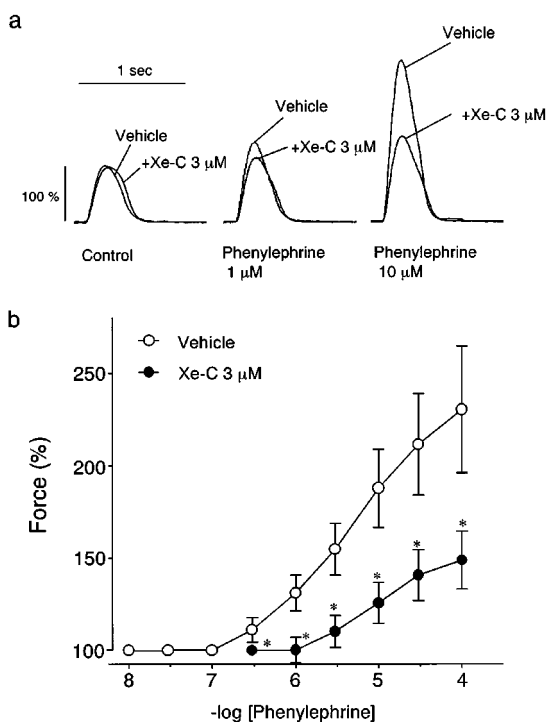 a
Vehicle
1 sec
Vehicle
Vehicle
+Xe-C 3 μM
+Xe-C 3 μM
+Xe-C 3 μM
100 %
Control
Phenylephrine
1 μM
Phenylephrine
10 μM
b
Vehicle
Xe-C 3 μM
250
200
150
100
Force (%)
* * * * * *
8 7 6 5 4
-log [Phenylephrine]